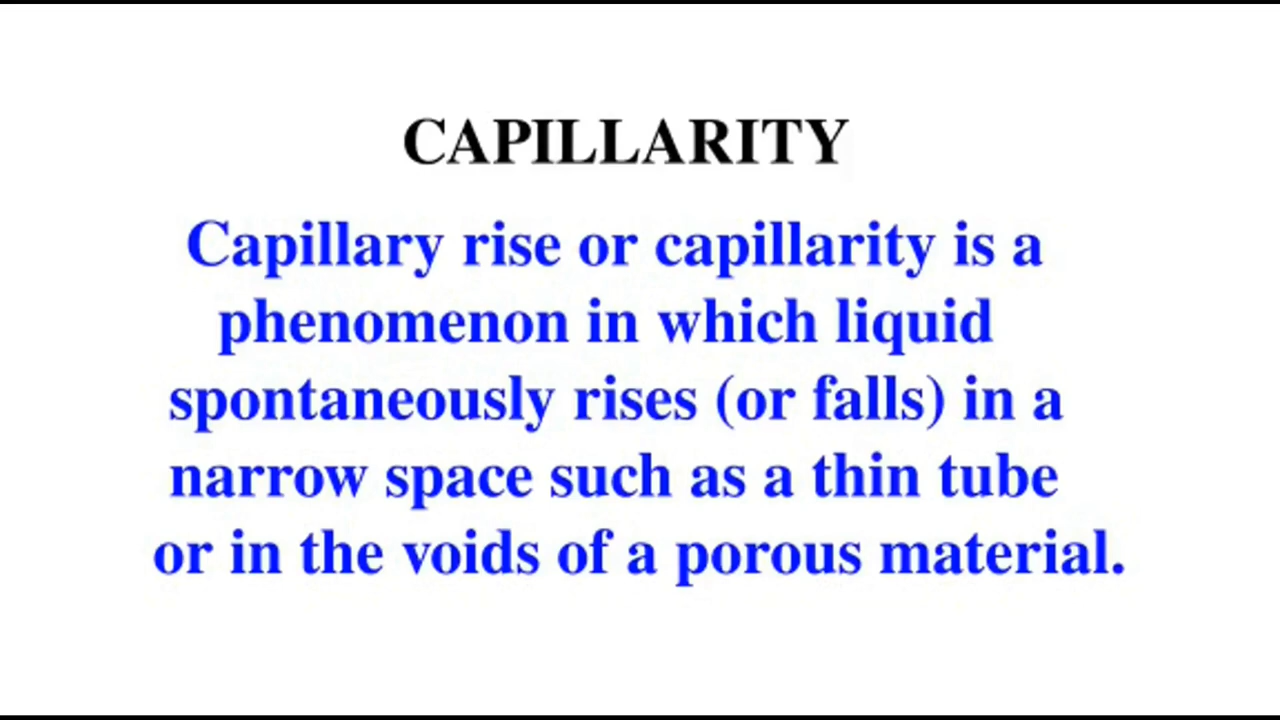 CAPILLARITY
Capillary rise or capillarity is a
phenomenon in which liquid
spontaneously rises (or falls) in a
narrow space such as a thin tube
or in the voids of a porous material.